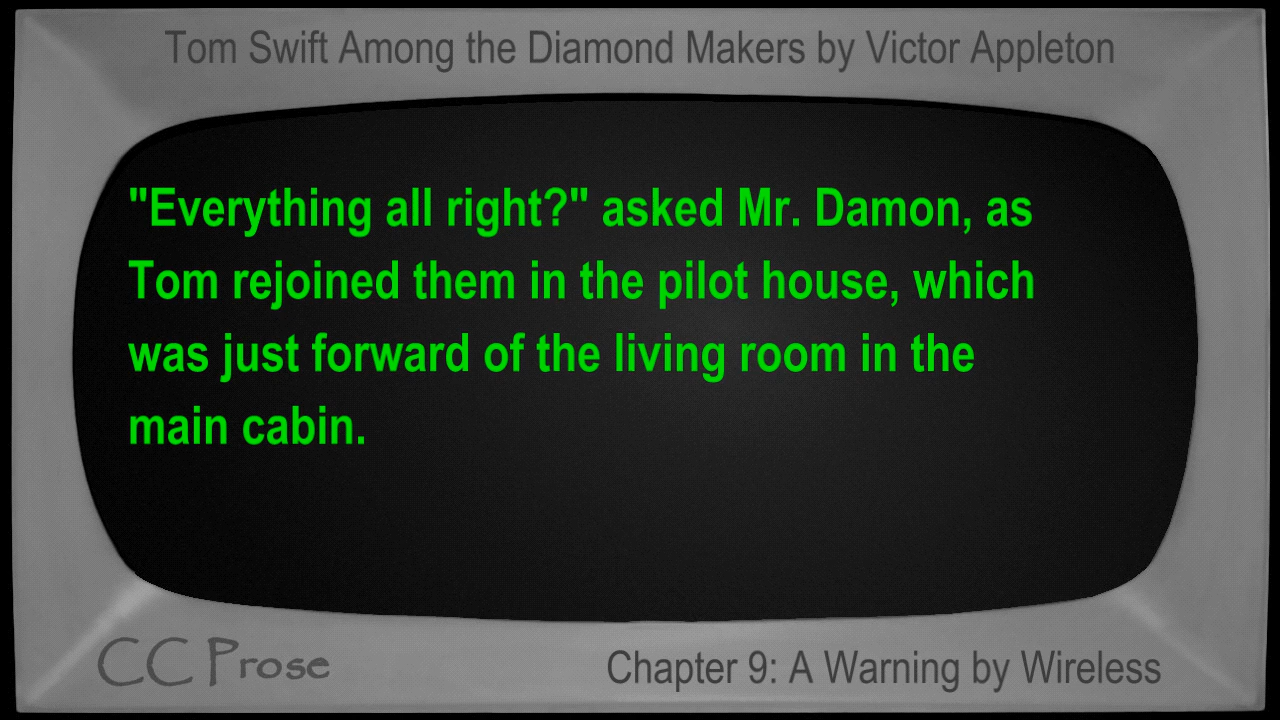 Tom Swift Among the Diamond Makers by Victor Appleton
"Everything all right?" asked Mr. Damon, as
Tom rejoined them in the pilot house, which
was just forward of the living room in the
main cabin.
CC Prose
Chapter 9: A Warning by Wireless